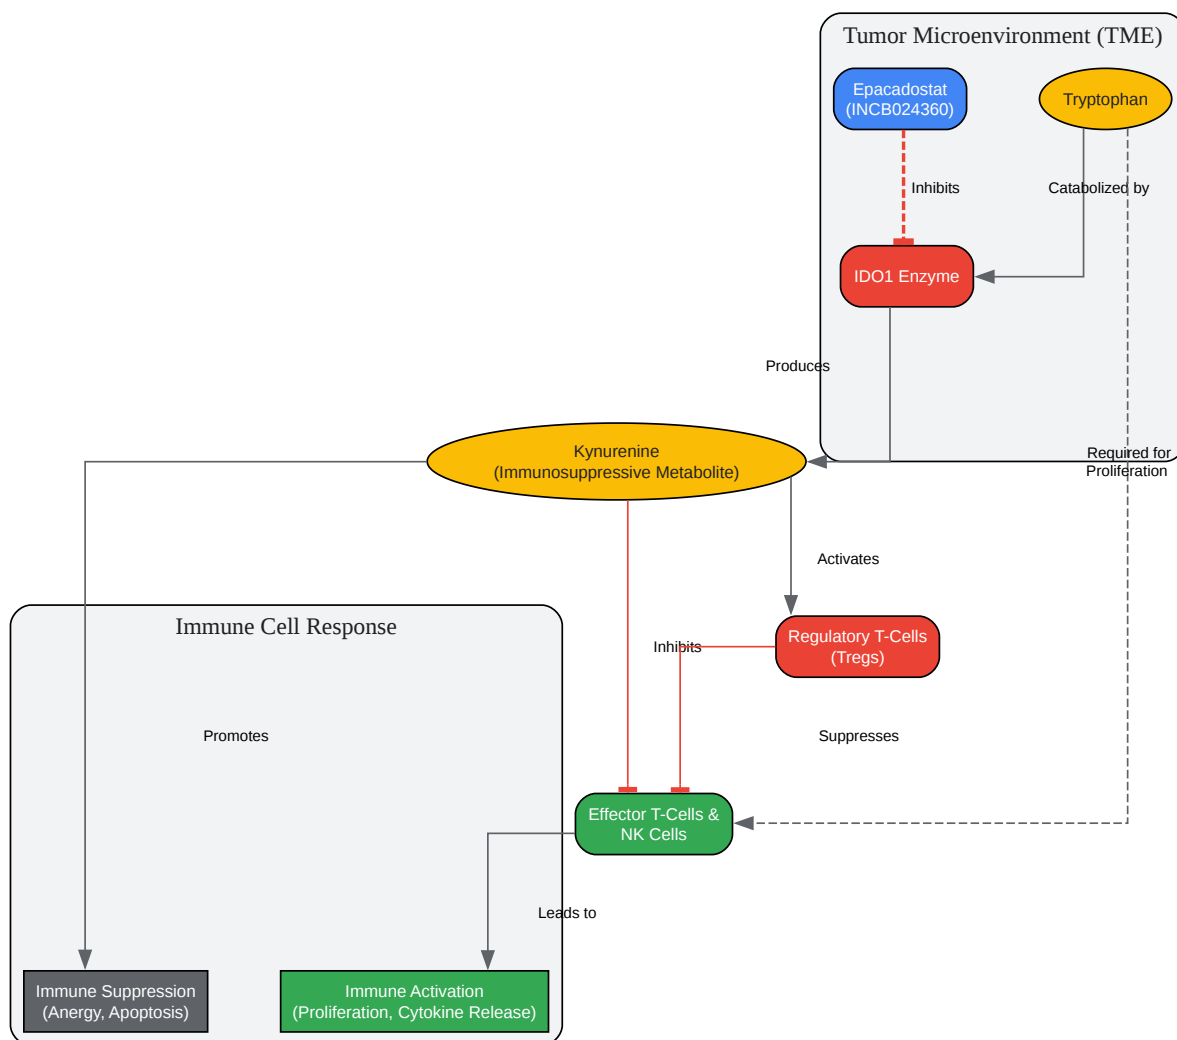 Tumor Microenvironment (TME)
Epacadostat
(INCB024360)
Tryptophan
Inhibits
Catabolized by
IDO1 Enzyme
Produces
Kynurenine
(Immunosuppressive Metabolite)
Required for
Proliferation
Activates
Immune Cell Response
Inhibits
Regulatory T-Cells
(Tregs)
Promotes
Suppresses
Effector T-Cells &
NK Cells
Leads to
Immune Suppression
(Anergy, Apoptosis)
Immune Activation
(Proliferation, Cytokine Release)